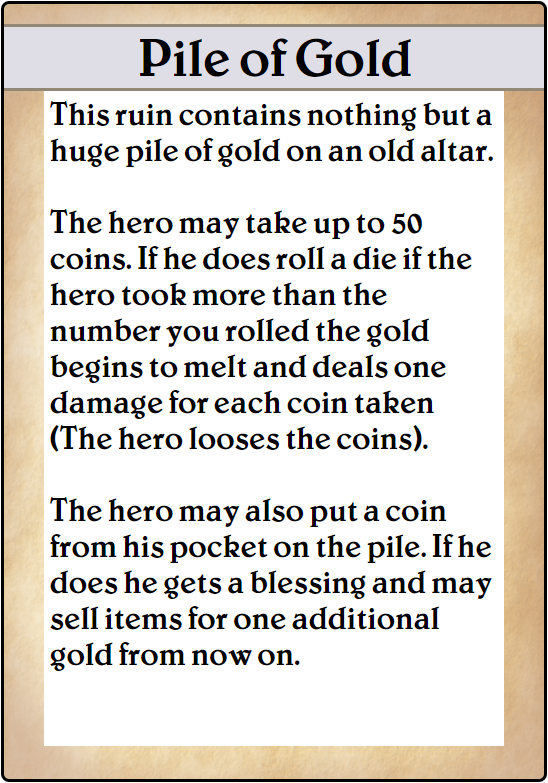 Pile of Gold
This ruin contains nothing but a
huge pile of gold on an old altar.
The hero may take up to 50
coins. If he does roll a die if the
hero took more than the
number you rolled the gold
begins to melt and deals one
damage for each coin taken
(The hero looses the coins).
The hero may also put a coin
from his pocket on the pile. If he
does he gets a blessing and may
sell items for one additional
gold from now on.